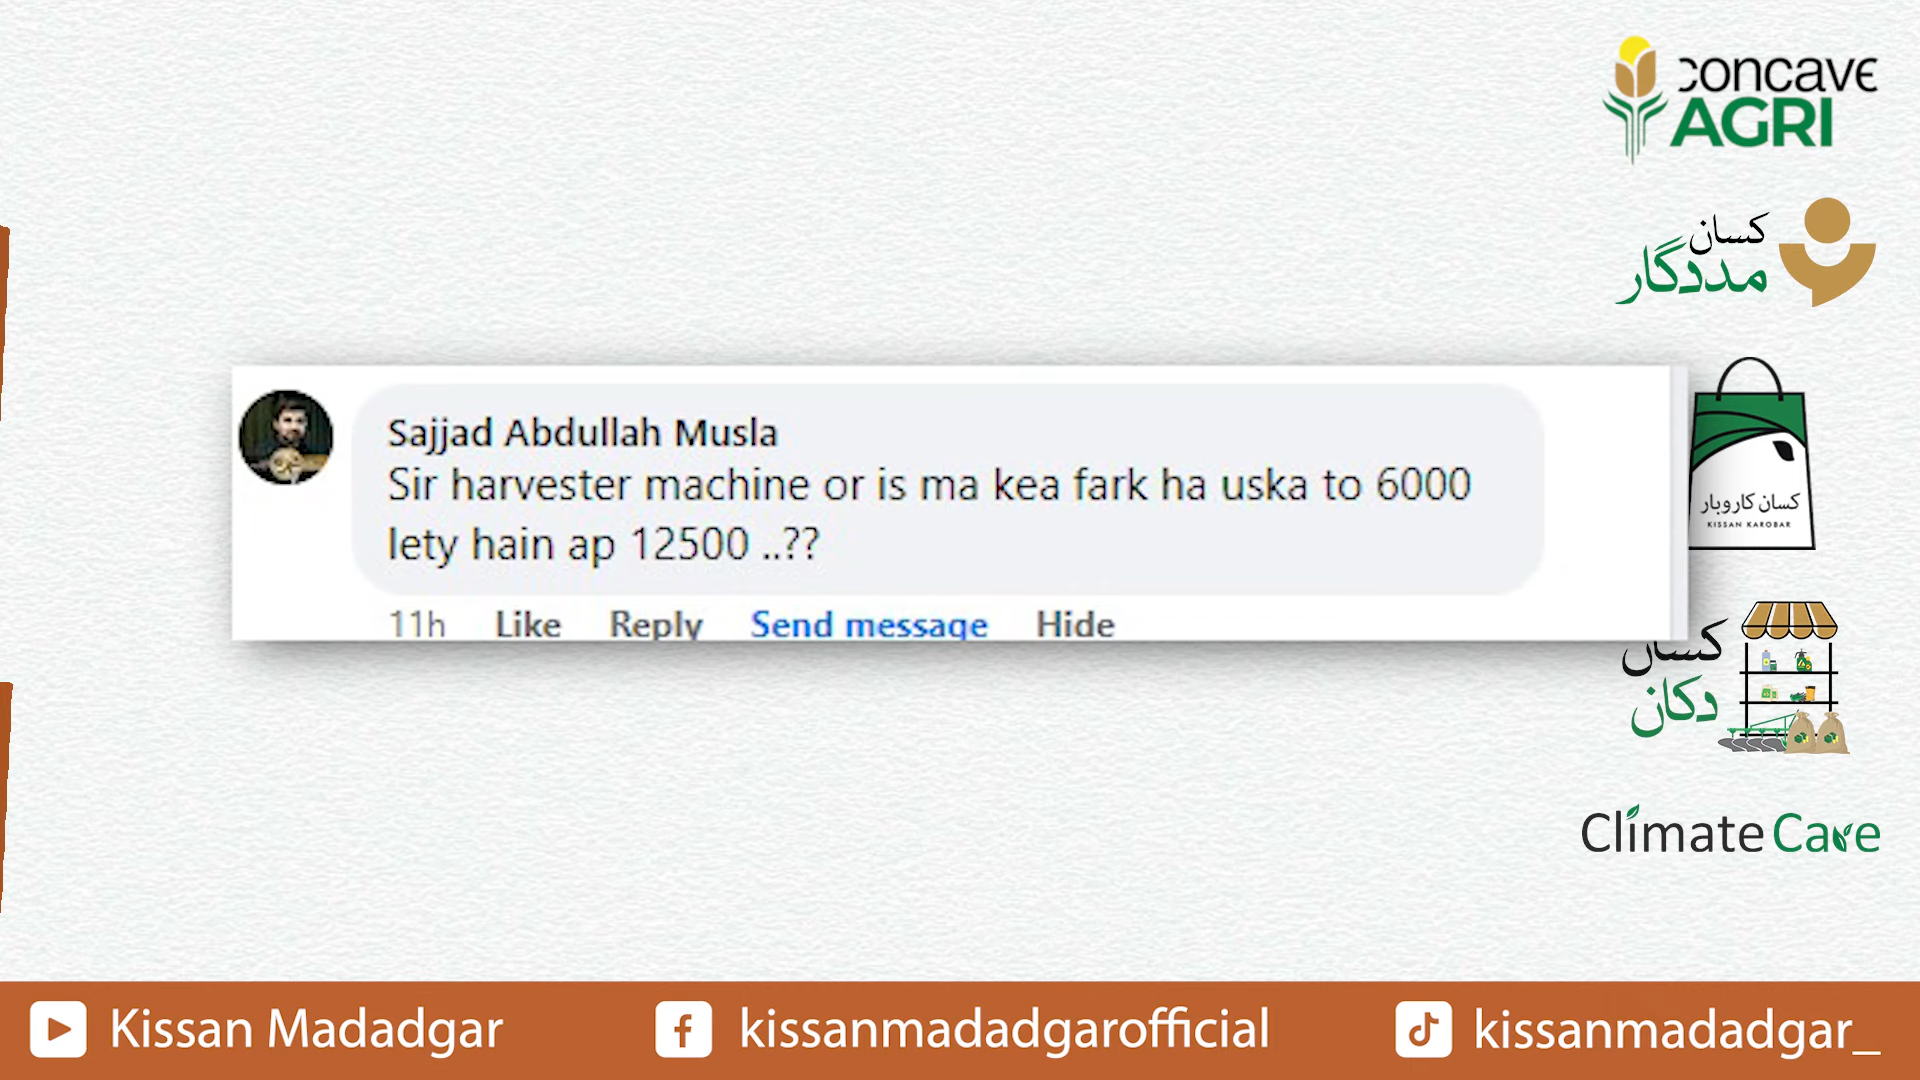 concave
AGRI
کسان
مددگار
Sajjad Abdullah Musla
Sir harvester machine or is ma kea fark ha uska to 6000
lety hain ap 12500 ..??
11h Like Reply Send message Hide
کسان کاروبار
KISSAN KAROBAR
کسان
دکان
Climate Care
Kissan Madadgar
kissanmadadgarofficial
kissanmadadgar_